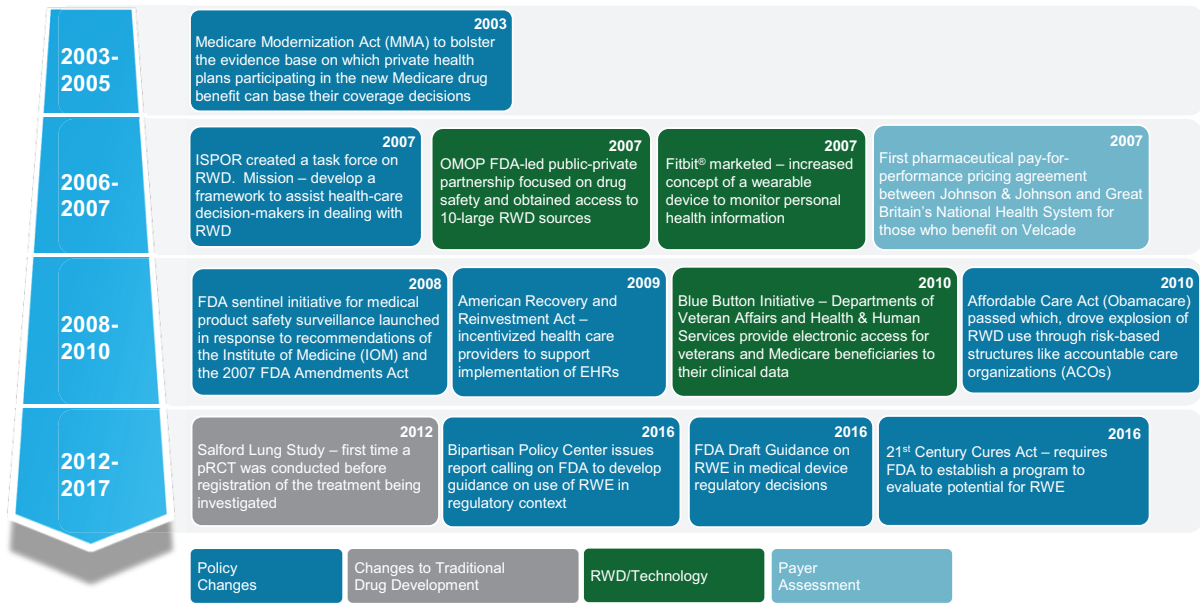 2003-
2005
2003
Medicare Modernization Act (MMA) to bolster
the evidence base on which private health
plans participating in the new Medicare drug
benefit can base their coverage decisions
2006-
2007
2007
ISPOR created a task force on
RWD.  Mission – develop a
framework to assist health-care
decision-makers in dealing with
RWD
2007
OMOP FDA-led public-private
partnership focused on drug
safety and obtained access to
10-large RWD sources
2007
Fitbit® marketed – increased
concept of a wearable
device to monitor personal
health information
2007
First pharmaceutical pay-for-
performance pricing agreement
between Johnson & Johnson and Great
Britain's National Health System for
those who benefit on Velcade
2008-
2010
2008
FDA sentinel initiative for medical
product safety surveillance launched
in response to recommendations of
the Institute of Medicine (IOM) and
the 2007 FDA Amendments Act
2009
American Recovery and
Reinvestment Act –
incentivized health care
providers to support
implementation of EHRs
2010
Blue Button Initiative – Departments of
Veteran Affairs and Health & Human
Services provide electronic access for
veterans and Medicare beneficiaries to
their clinical data
2010
Affordable Care Act (Obamacare)
passed which, drove explosion of
RWD use through risk-based
structures like accountable care
organizations (ACOs)
2012-
2017
2012
Salford Lung Study – first time a
pRCT was conducted before
registration of the treatment being
investigated
2016
Bipartisan Policy Center issues
report calling on FDA to develop
guidance on use of RWE in
regulatory context
2016
FDA Draft Guidance on
RWE in medical device
regulatory decisions
2016
21st Century Cures Act – requires
FDA to establish a program to
evaluate potential for RWE
Policy
Changes
Changes to Traditional
Drug Development
RWD/Technology
Payer
Assessment